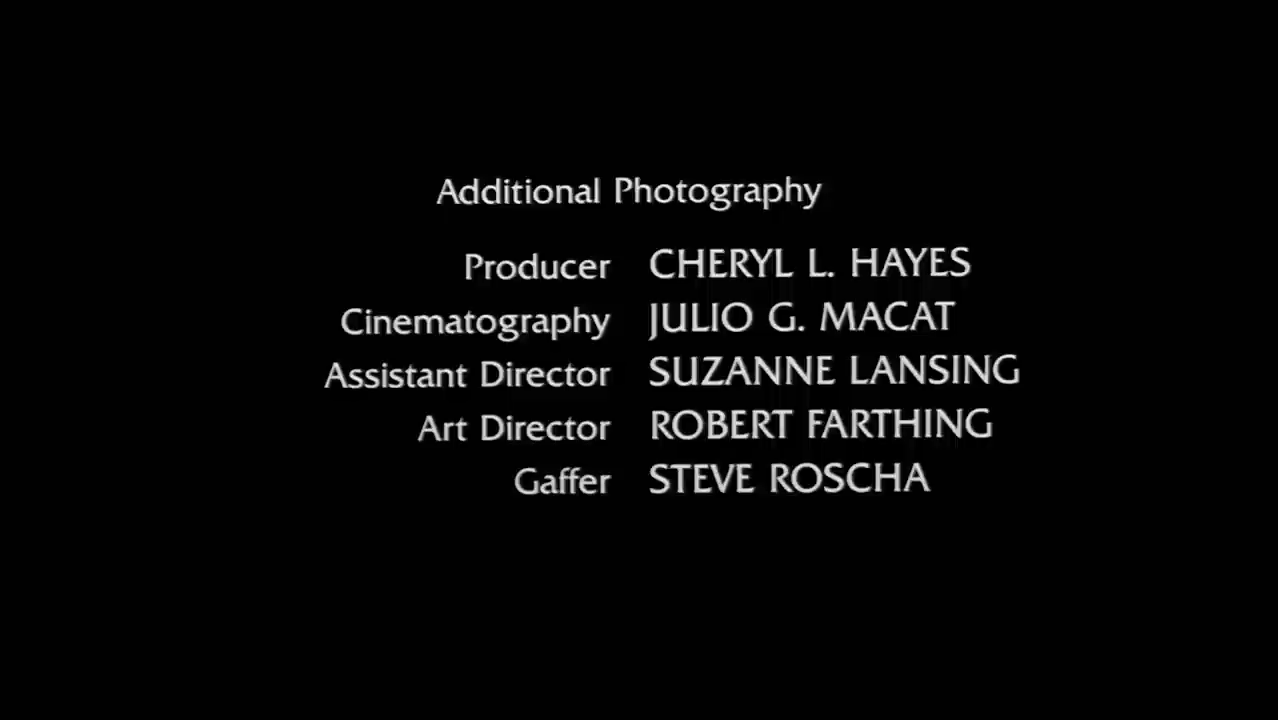 Additional Photography
Producer CHERYL L. HAYES
Cinematography JULIO G. MACAT
Assistant Director SUZANNE LANSING
Art Director ROBERT FARTHING
Gaffer STEVE ROSCHA